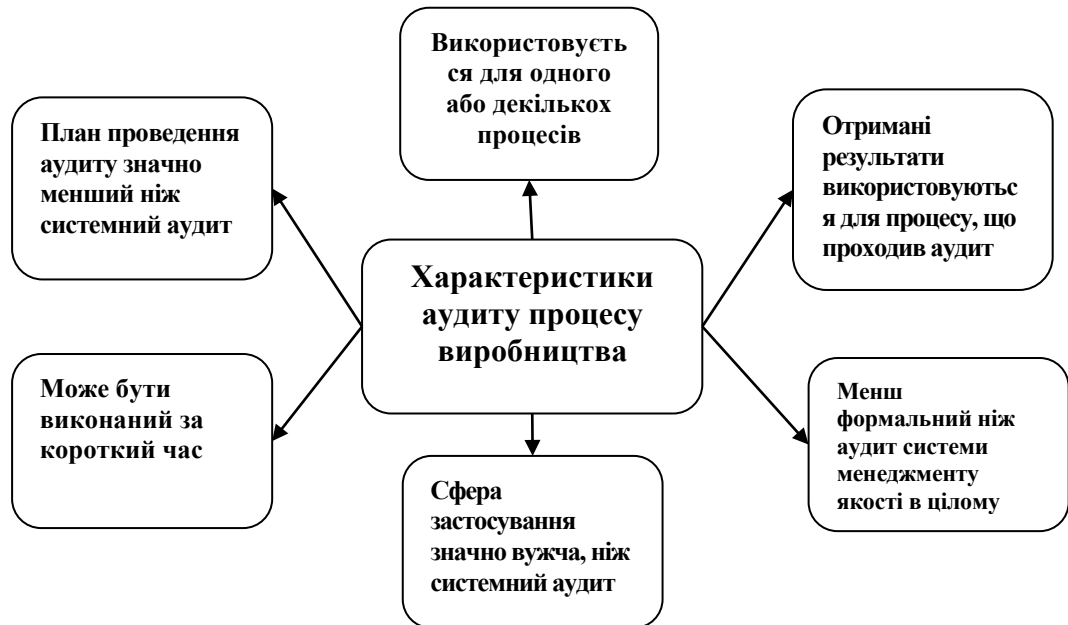 Використовуєть
ся для одного
або декількох
процесів
План проведення
аудиту значно
менший ніж
системний аудит
Отримані
результати
використовуютьс
я для процесу, що
проходив аудит
Характеристики
аудиту процесу
виробництва
Може бути
виконаний за
короткий час
Менш
формальний ніж
аудит системи
менеджменту
якості в цілому
Сфера
застосування
значно вужча, ніж
системний аудит